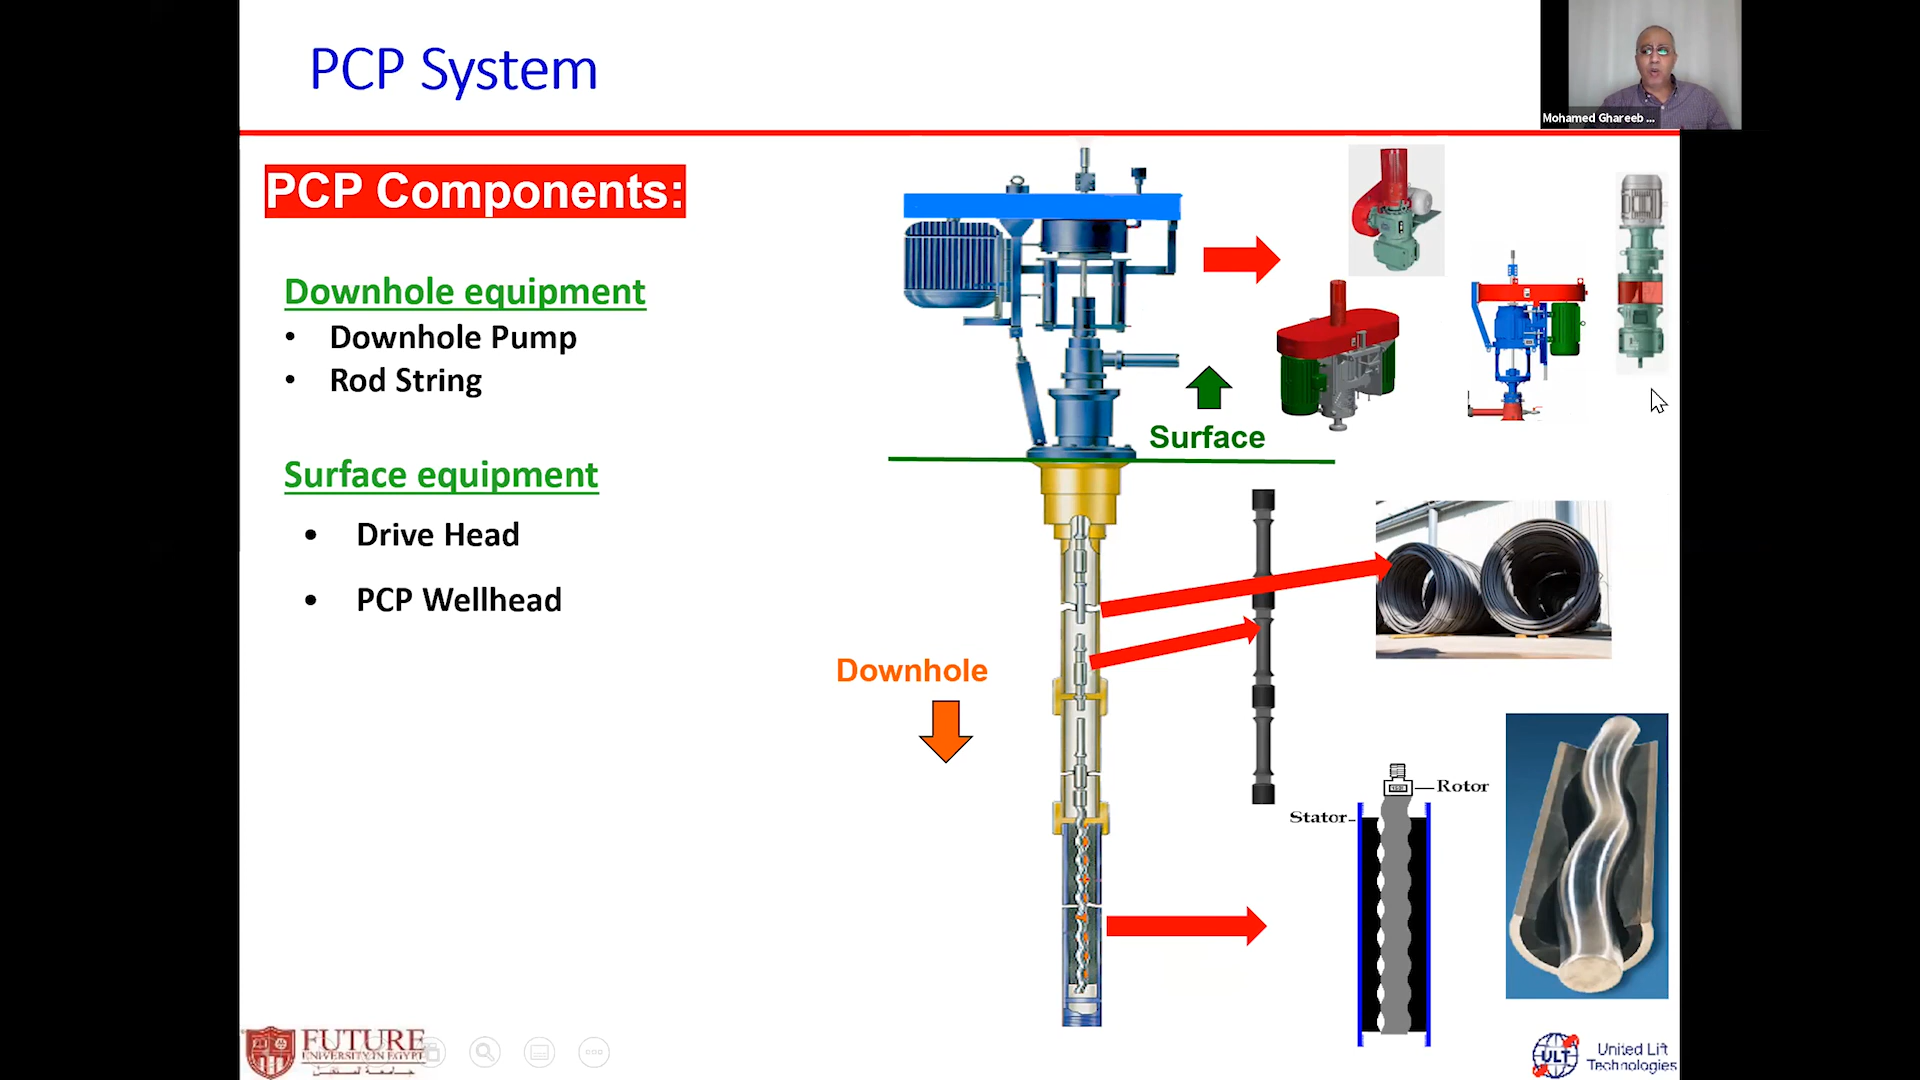 PCP System
Mohamed Ghareeb ...
PCP Components:
Downhole equipment
• Downhole Pump
• Rod String
Surface equipment
• Drive Head
• PCP Wellhead
Surface
Downhole
Rotor
Stator
FUTURE
UNIVERSITY IN EGYPT
ULT
United Lift
Technologies